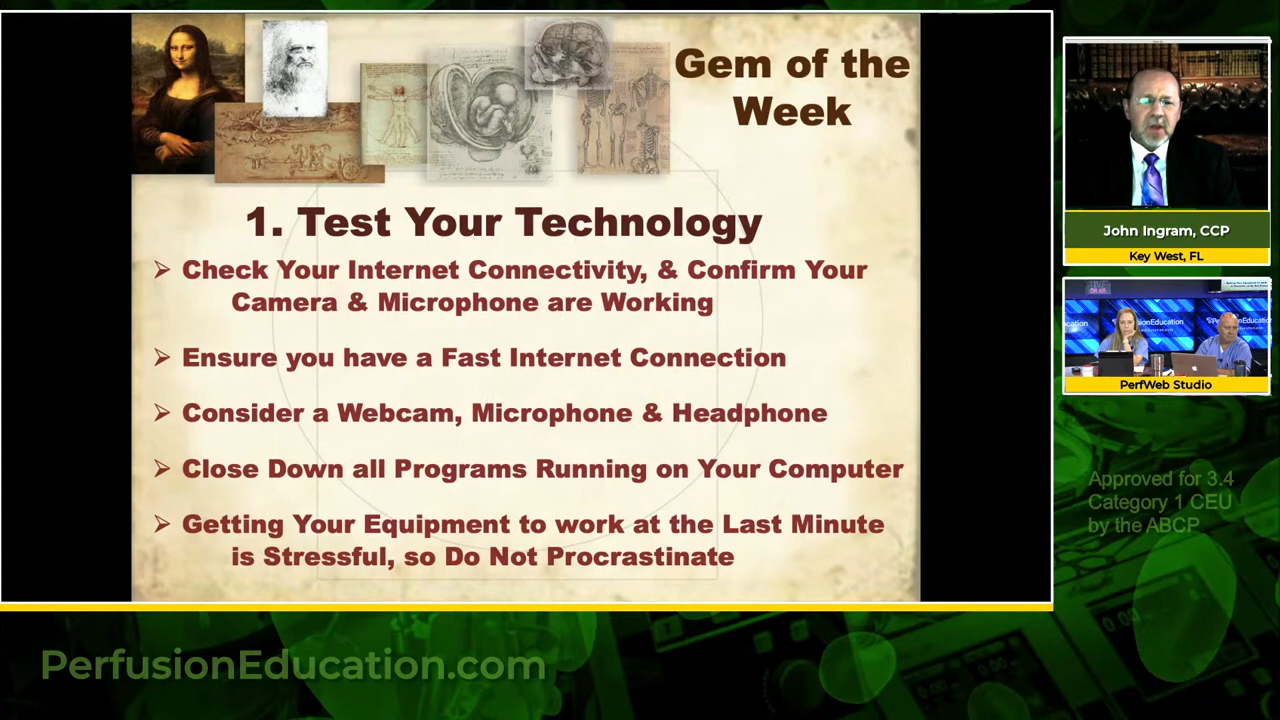 Gem of the
Week
1. Test Your Technology
➢ Check Your Internet Connectivity, & Confirm Your
Camera & Microphone are Working
➢ Ensure you have a Fast Internet Connection
➢ Consider a Webcam, Microphone & Headphone
➢ Close Down all Programs Running on Your Computer
➢ Getting Your Equipment to work at the Last Minute
is Stressful, so Do Not Procrastinate
John Ingram, CCP
Key West, FL
PerfWeb Studio
Approved for 3.4
Category 1 CEU
by the ABCP
PerfusionEducation.com